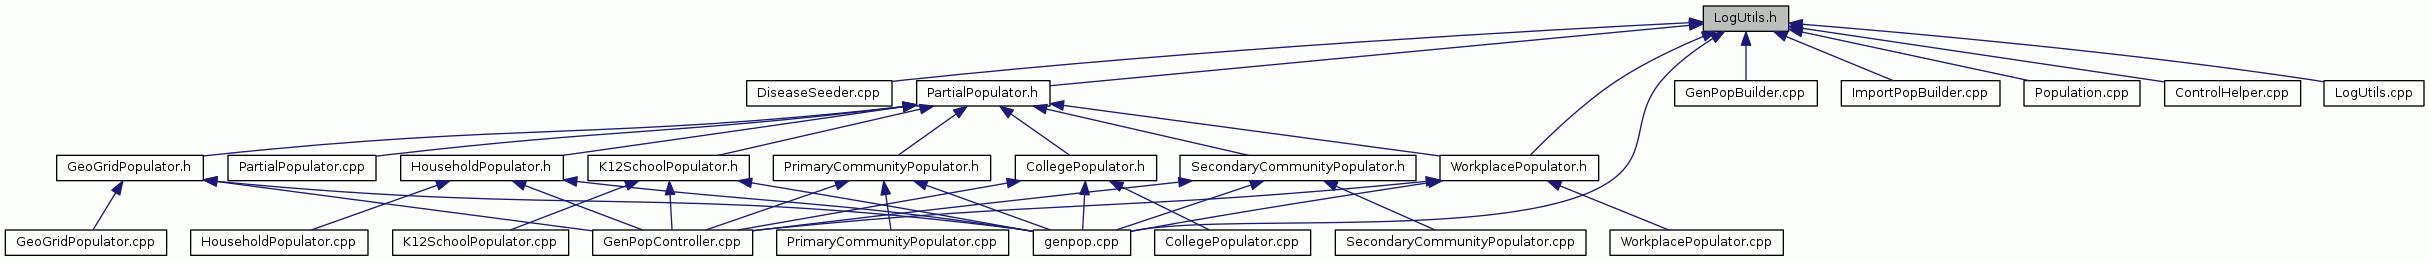 LogUtils.h
DiseaseSeeder.cpp
PartialPopulator.h
GenPopBuilder.cpp
ImportPopBuilder.cpp
Population.cpp
ControlHelper.cpp
LogUtils.cpp
GeoGridPopulator.h
PartialPopulator.cpp
HouseholdPopulator.h
K12SchoolPopulator.h
PrimaryCommunityPopulator.h
CollegePopulator.h
SecondaryCommunityPopulator.h
WorkplacePopulator.h
GeoGridPopulator.cpp
HouseholdPopulator.cpp
K12SchoolPopulator.cpp
GenPopController.cpp
PrimaryCommunityPopulator.cpp
genpop.cpp
CollegePopulator.cpp
SecondaryCommunityPopulator.cpp
WorkplacePopulator.cpp